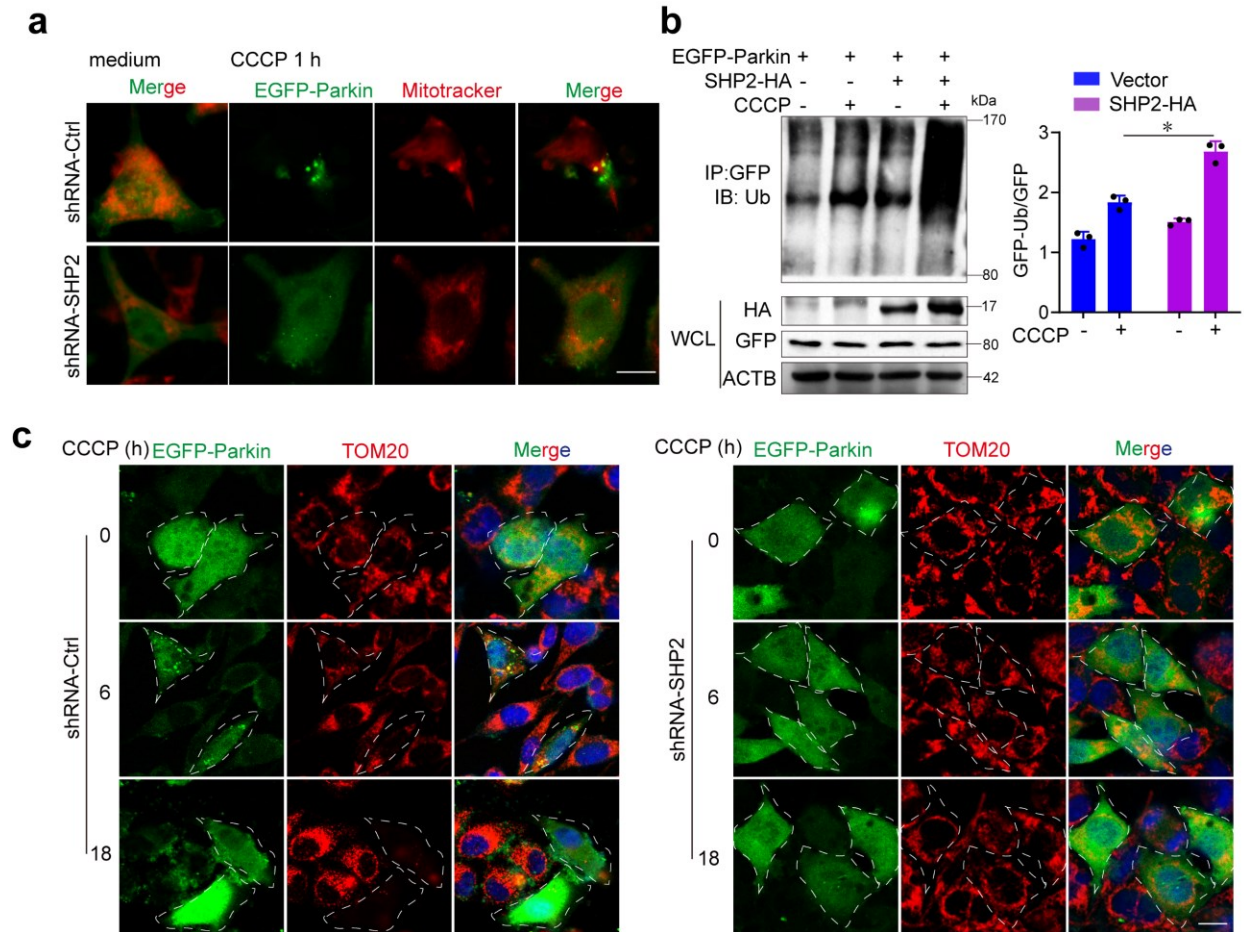 a
medium
CCCP 1 h
Merge
EGFP-Parkin
Mitotracker
Merge
shRNA-Ctrl
shRNA-SHP2
b
EGFP-Parkin + + + +
SHP2-HA - - + +
CCCP - + - +
kDa
170
IP:GFP
IB: Ub
80
HA
17
WCL
GFP
80
ACTB
42
Vector
SHP2-HA
*
GFP-Ub/GFP
3
2
1
0
CCCP - + - +
c
CCCP (h) EGFP-Parkin TOM20 Merge
shRNA-Ctrl
0
6
18
CCCP (h) EGFP-Parkin TOM20 Merge
shRNA-SHP2
0
6
18